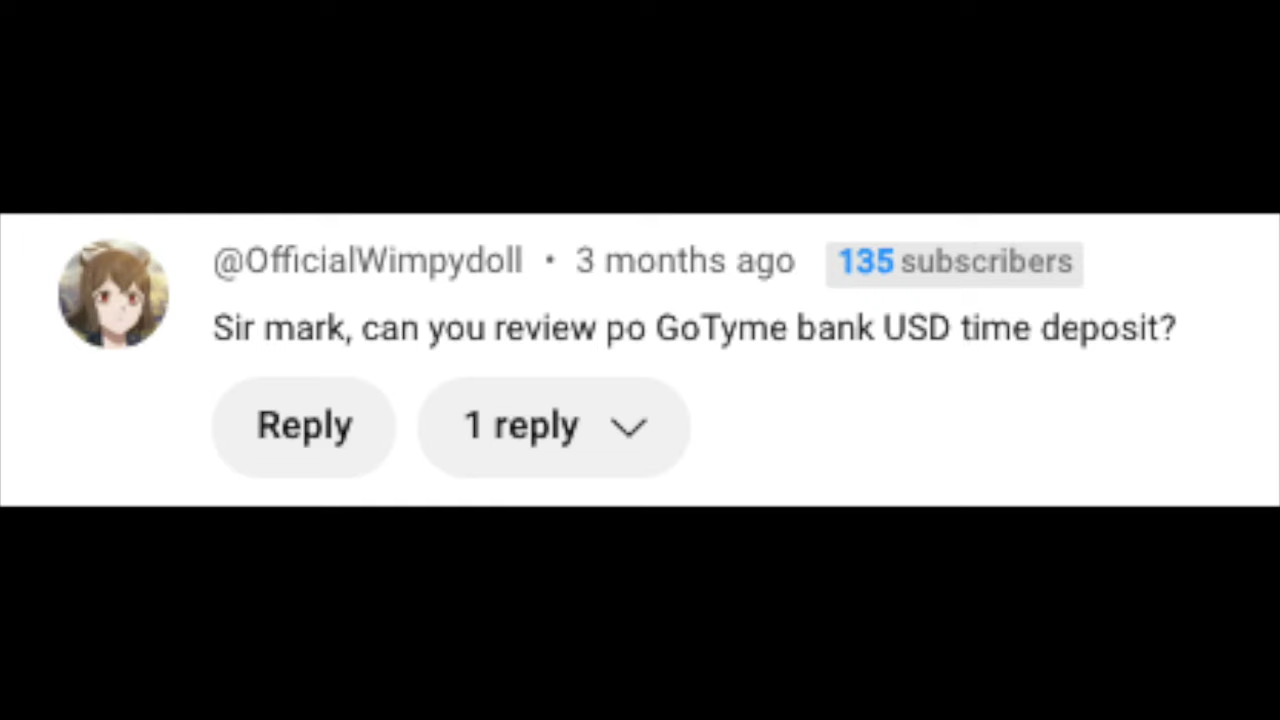 @OfficialWimpydoll • 3 months ago 135 subscribers
Sir mark, can you review po GoTyme bank USD time deposit?
Reply 1 reply